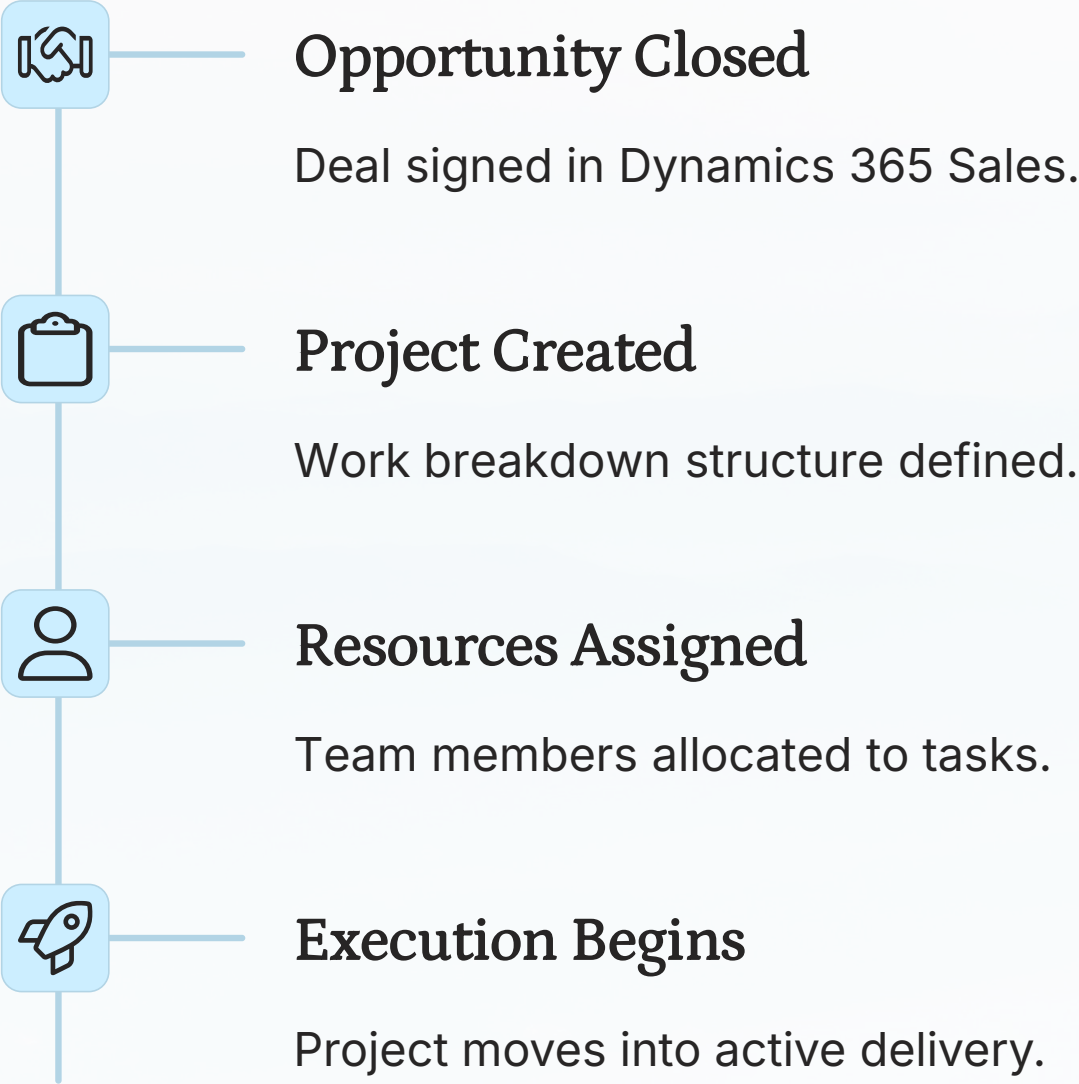 Opportunity Closed
Deal signed in Dynamics 365 Sales.
Project Created
Work breakdown structure defined.
Resources Assigned
Team members allocated to tasks.
Execution Begins
Project moves into active delivery.